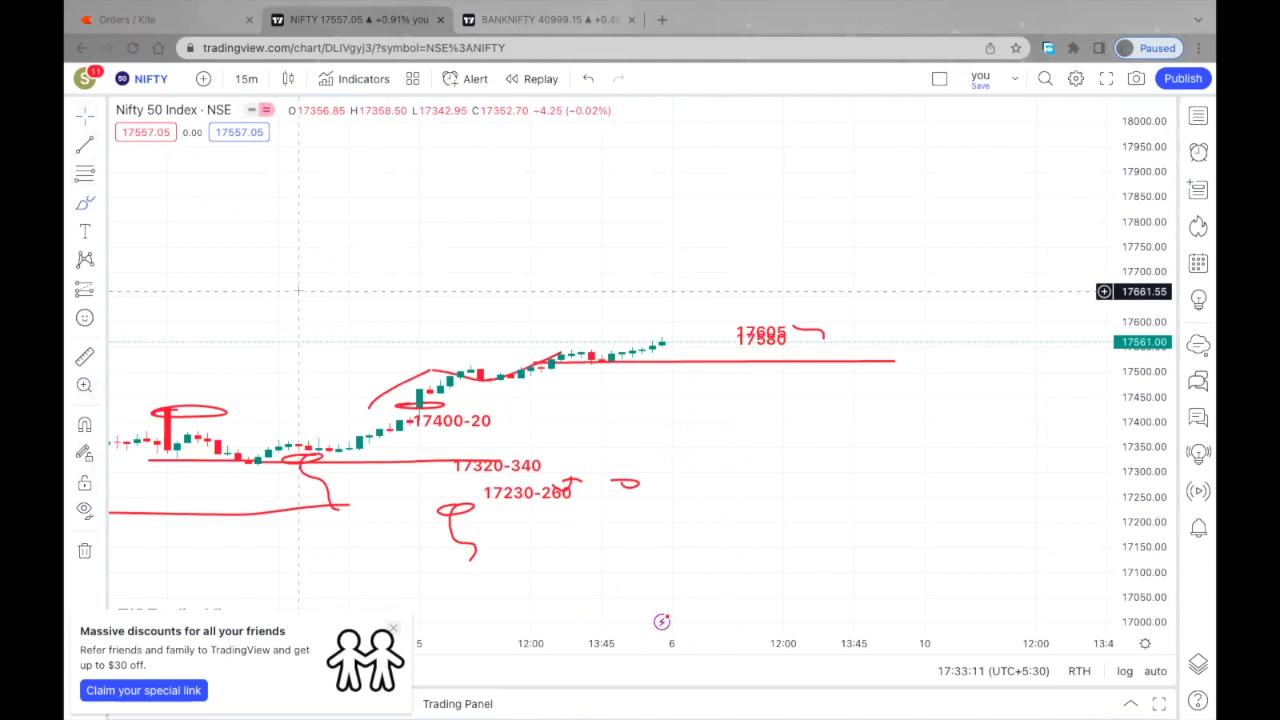 Orders / Kite
NIFTY 17557.05 ▲ +0.91% you
BANKNIFTY 40999.15 ▲ +0.4
tradingview.com/chart/DLIVgyj3/?symbol=NSE%3ANIFTY
Paused
S 11
50 NIFTY
15m
Indicators
Alert
Replay
you
Save
Publish
Nifty 50 Index · NSE
O17356.85 H17358.50 L17342.95 C17352.70 −4.25 (−0.02%)
17557.05 0.00 17557.05
18000.00
17950.00
17900.00
17850.00
17800.00
17750.00
17700.00
17661.55
17600.00
17605
17580
17561.00
17500.00
17450.00
17400-20
17400.00
17350.00
17320-340
17300.00
17230-260
17250.00
17200.00
17150.00
17100.00
17050.00
17000.00
Massive discounts for all your friends
Refer friends and family to TradingView and get
up to $30 off.
Claim your special link
5 12:00 13:45 6 12:00 13:45 10 12:00 13:4
17:33:11 (UTC+5:30) RTH log auto
Trading Panel